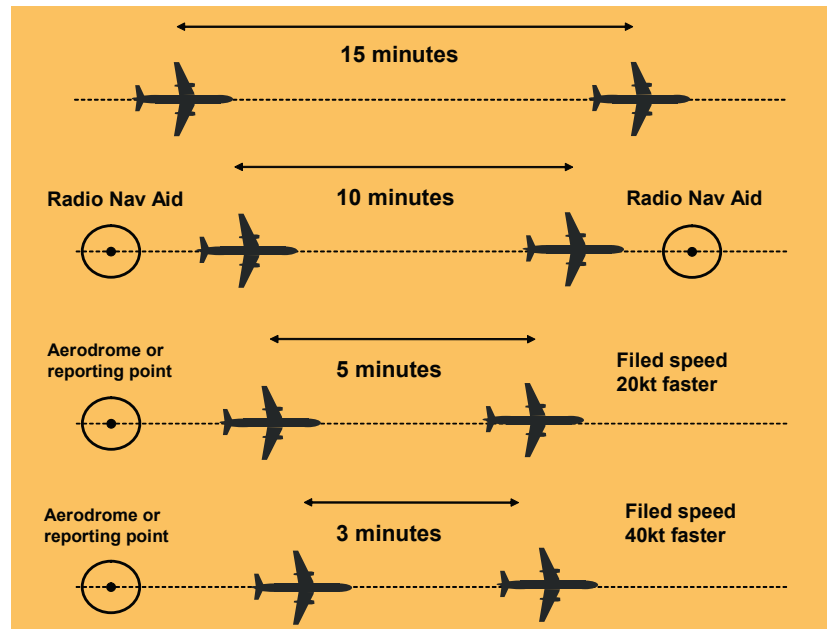 15 minutes
10 minutes
Radio Nav Aid
Radio Nav Aid
Aerodrome or
reporting point
5 minutes
Filed speed
20kt faster
Aerodrome or
reporting point
3 minutes
Filed speed
40kt faster